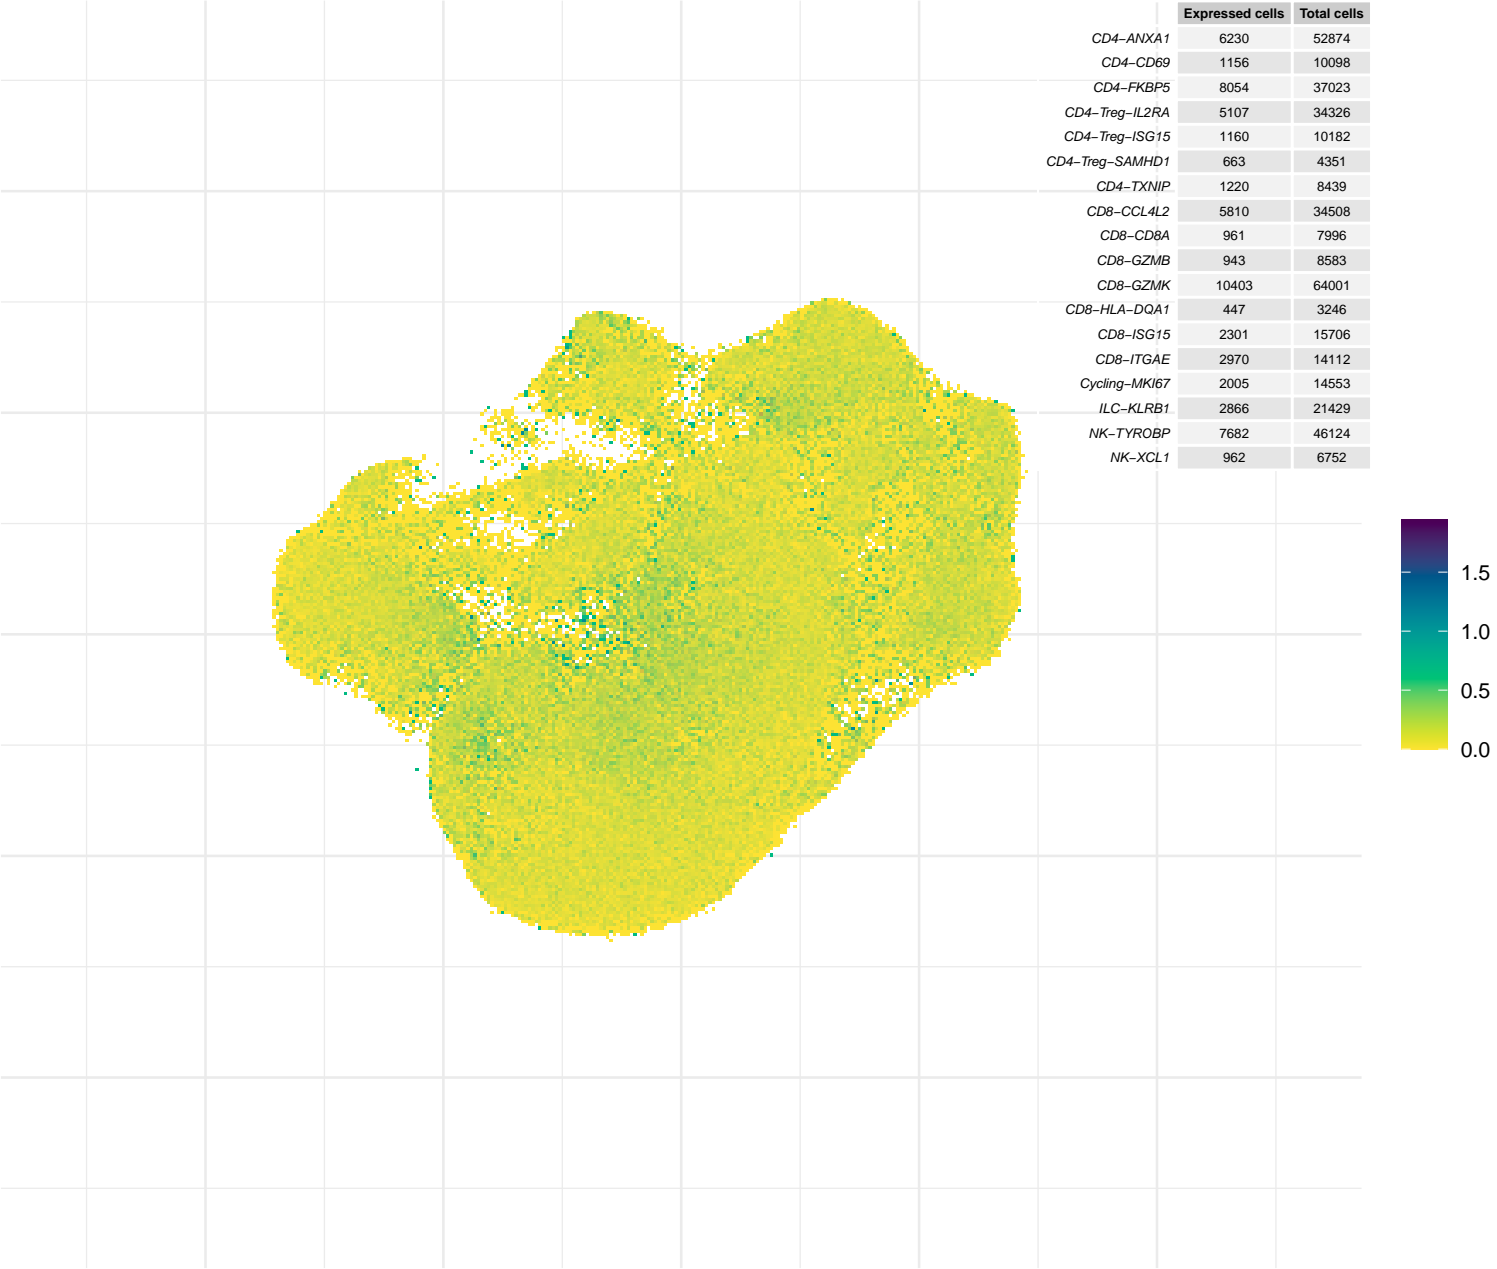 Expressed cells Total cells
CD4−ANXA1 6230 52874
CD4−CD69 1156 10098
CD4−FKBP5 8054 37023
CD4−Treg−IL2RA 5107 34326
CD4−Treg−ISG15 1160 10182
CD4−Treg−SAMHD1 663 4351
CD4−TXNIP 1220 8439
CD8−CCL4L2 5810 34508
CD8−CD8A 961 7996
CD8−GZMB 943 8583
CD8−GZMK 10403 64001
CD8−HLA−DQA1 447 3246
CD8−ISG15 2301 15706
CD8−ITGAE 2970 14112
Cycling−MKI67 2005 14553
ILC−KLRB1 2866 21429
NK−TYROBP 7682 46124
NK−XCL1 962 6752
1.5
1.0
0.5
0.0